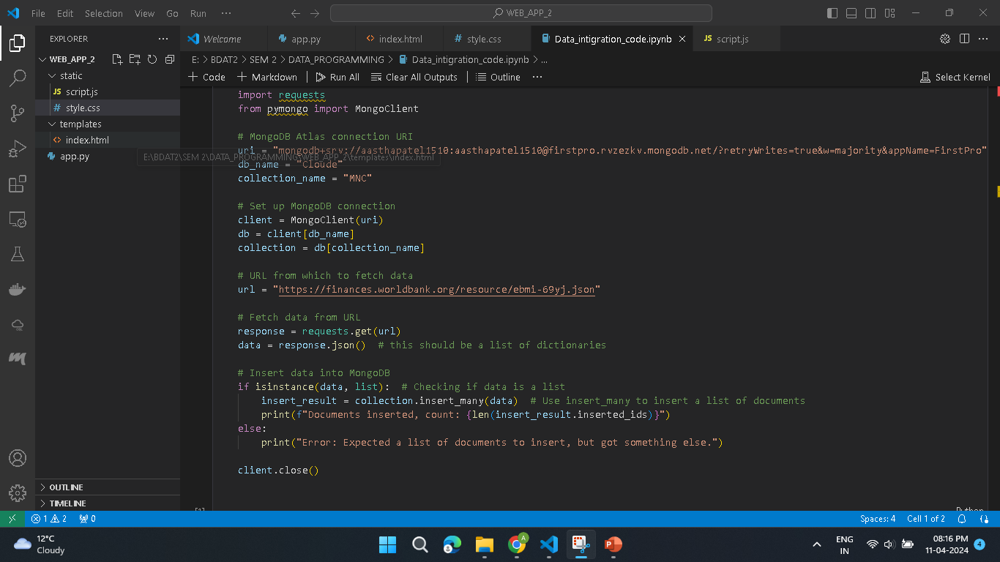 File Edit Selection View Go Run ··· WEB_APP_2
EXPLORER ···
Welcome app.py index.html style.css Data_intigration_code.ipynb script.js
WEB_APP_2
static
JS script.js
# style.css
templates
<> index.html
app.py
E: > BDAT2 > SEM 2 > DATA_PROGRAMMING > Data_intigration_code.ipynb > ...
+ Code + Markdown Run All Clear All Outputs Outline ··· Select Kernel
import requests
from pymongo import MongoClient
# MongoDB Atlas connection URI
uri = "mongodb+srv://aasthapatel1510:aasthapatel1510@firstpro.rvzezkv.mongodb.net/?retryWrites=true&w=majority&appName=FirstPro"
E:\BDAT2\SEM 2\DATA_PROGRAMMING\WEB_APP_2\templates\index.html
db_name = "Cloude"
collection_name = "MNC"
# Set up MongoDB connection
client = MongoClient(uri)
db = client[db_name]
collection = db[collection_name]
# URL from which to fetch data
url = "https://finances.worldbank.org/resource/ebmi-69yj.json"
# Fetch data from URL
response = requests.get(url)
data = response.json()  # this should be a list of dictionaries
# Insert data into MongoDB
if isinstance(data, list):  # Checking if data is a list
    insert_result = collection.insert_many(data)  # Use insert_many to insert a list of documents
    print(f"Documents inserted, count: {len(insert_result.inserted_ids)}")
else:
    print("Error: Expected a list of documents to insert, but got something else.")
client.close()
OUTLINE
TIMELINE
Python
1 2 0 Spaces: 4 Cell 1 of 2
12°C
Cloudy
ENG
IN
08:16 PM
11-04-2024
4